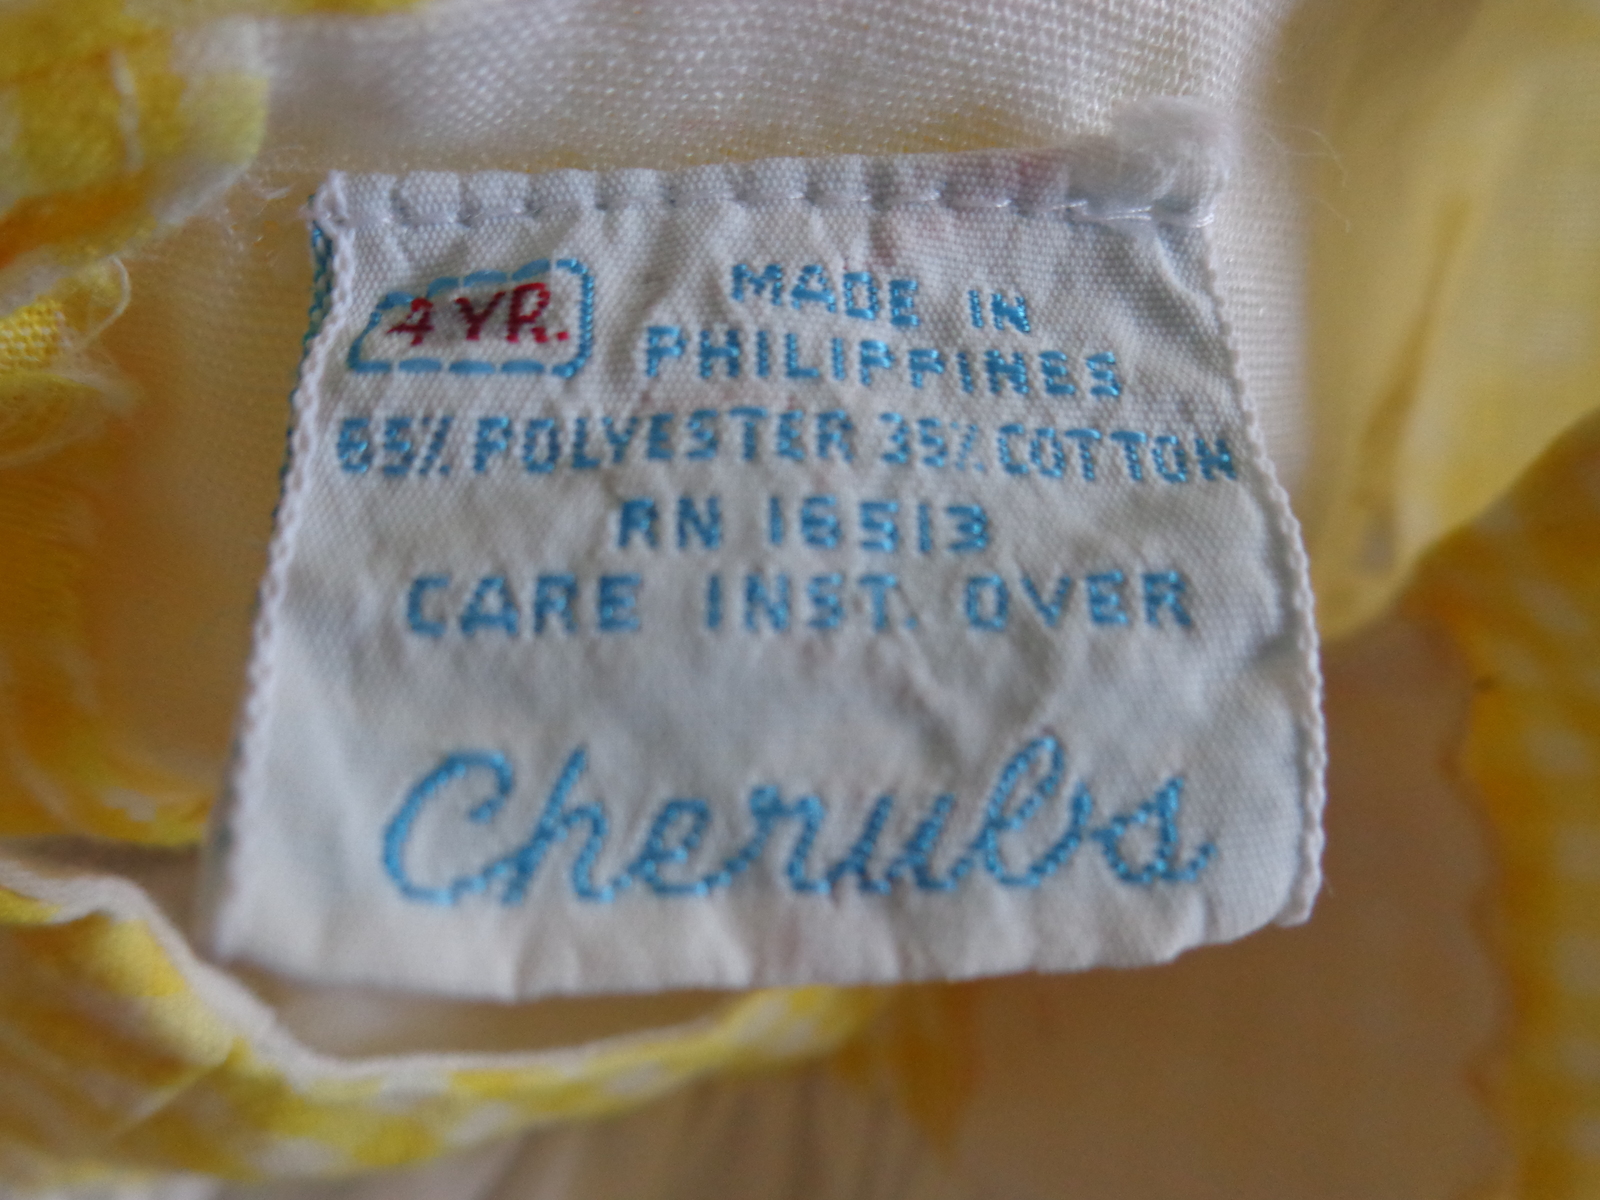 4 YR.
MADE IN
PHILIPPINES
65% POLYESTER 35% COTTON
RN 16513
CARE INST. OVER
Cherubs